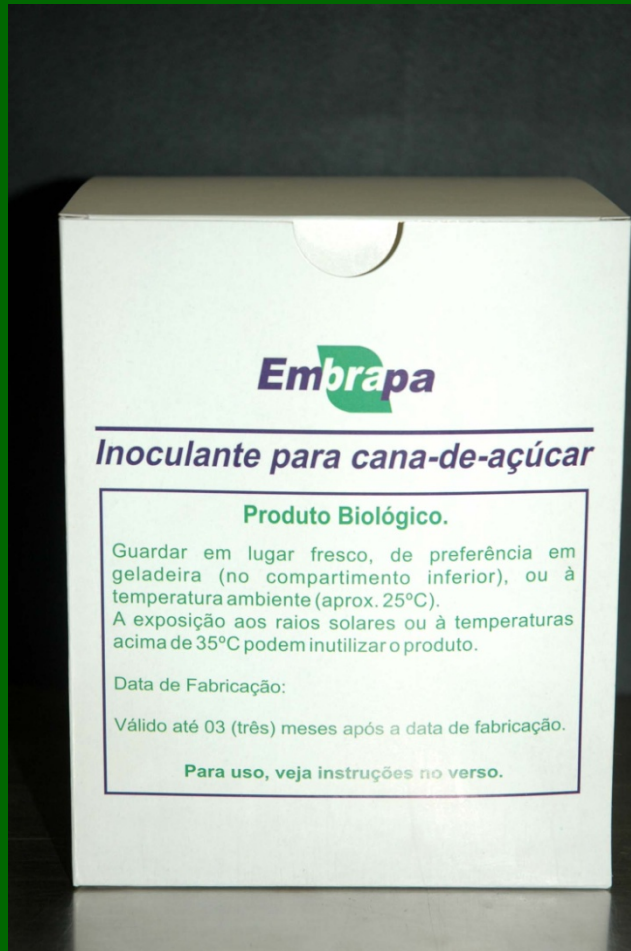 Embrapa
Inoculante para cana-de-açúcar
Produto Biológico.
Guardar em lugar fresco, de preferência em
geladeira (no compartimento inferior), ou à
temperatura ambiente (aprox. 25ºC).
A exposição aos raios solares ou à temperaturas
acima de 35ºC podem inutilizar o produto.
Data de Fabricação:
Válido até 03 (três) meses após a data de fabricação.
Para uso, veja instruções no verso.